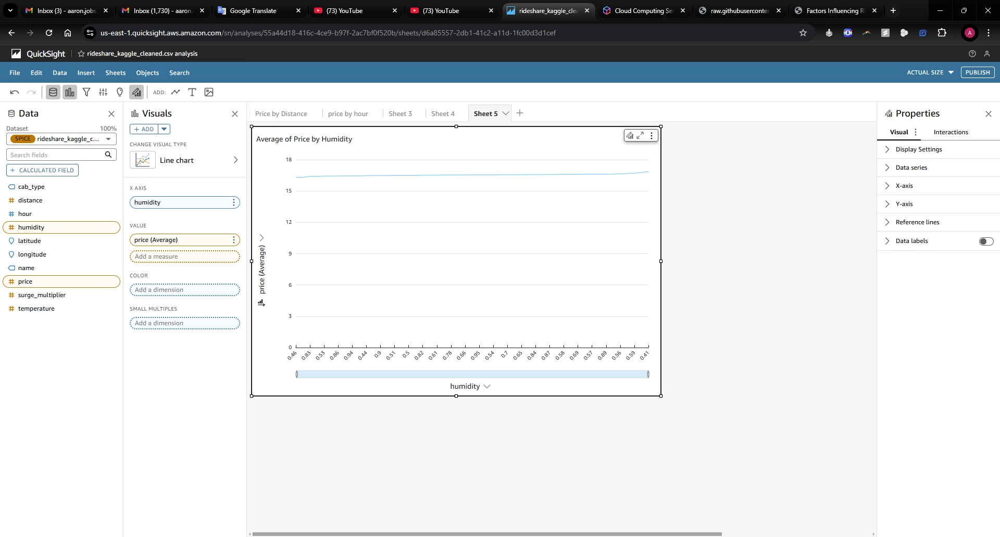 Inbox (3) - aaron.jobs
Inbox (1,730) - aaron.
Google Translate
(73) YouTube
(73) YouTube
rideshare_kaggle_clea
Cloud Computing Se
raw.githubuserconter
Factors Influencing Ri
us-east-1.quicksight.aws.amazon.com/sn/analyses/55a44d18-416c-4ce9-b97f-2ac7bf0f520b/sheets/d6a85557-2db1-41c2-a11d-1fc00d3d1cef
A
QuickSight
rideshare_kaggle_cleaned.csv analysis
File Edit Data Insert Sheets Objects Search
ACTUAL SIZE
PUBLISH
ADD:
Data
Dataset 100%
SPICE rideshare_kaggle_c...
Search fields
+ CALCULATED FIELD
cab_type
distance
hour
humidity
latitude
longitude
name
price
surge_multiplier
temperature
Visuals
+ ADD
CHANGE VISUAL TYPE
Line chart
X AXIS
humidity
VALUE
price (Average)
Add a measure
COLOR
Add a dimension
SMALL MULTIPLES
Add a dimension
Price by Distance
price by hour
Sheet 3
Sheet 4
Sheet 5
Average of Price by Humidity
price (Average)
18
15
12
9
6
3
0
0.46 0.83 0.53 0.86 0.94 0.44 0.9 0.51 0.5 0.82 0.61 0.78 0.66 0.95 0.54 0.7 0.65 0.84 0.87 0.58 0.69 0.57 0.89 0.56 0.59 0.41
humidity
Properties
Visual
Interactions
Display Settings
Data series
X-axis
Y-axis
Reference lines
Data labels